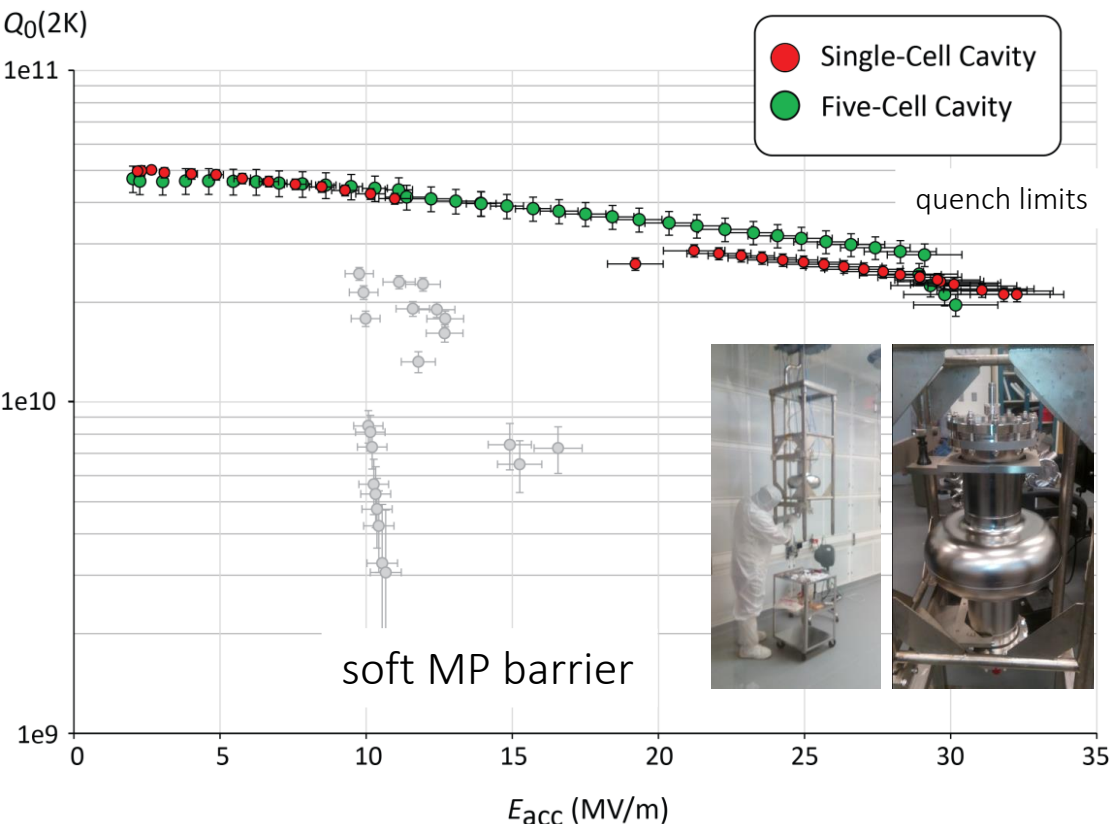 Q0(2K)
1e11
Single-Cell Cavity
Five-Cell Cavity
quench limits
1e10
soft MP barrier
1e9
0 5 10 15 20 25 30 35
Eacc (MV/m)